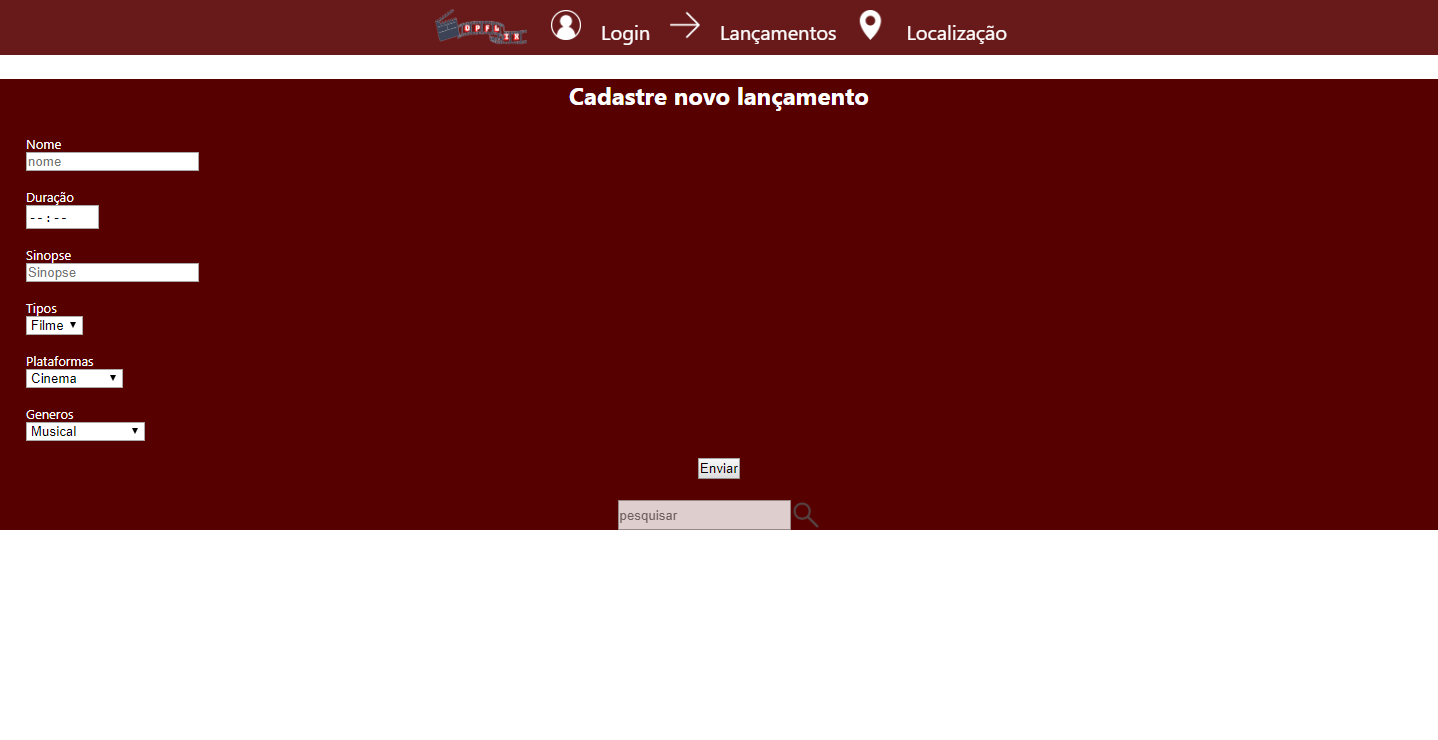 OPFLIX Login Lançamentos Localização
Cadastre novo lançamento
Nome
nome
Duração
--:--
Sinopse
Sinopse
Tipos
Filme
Plataformas
Cinema
Generos
Musical
Enviar
pesquisar